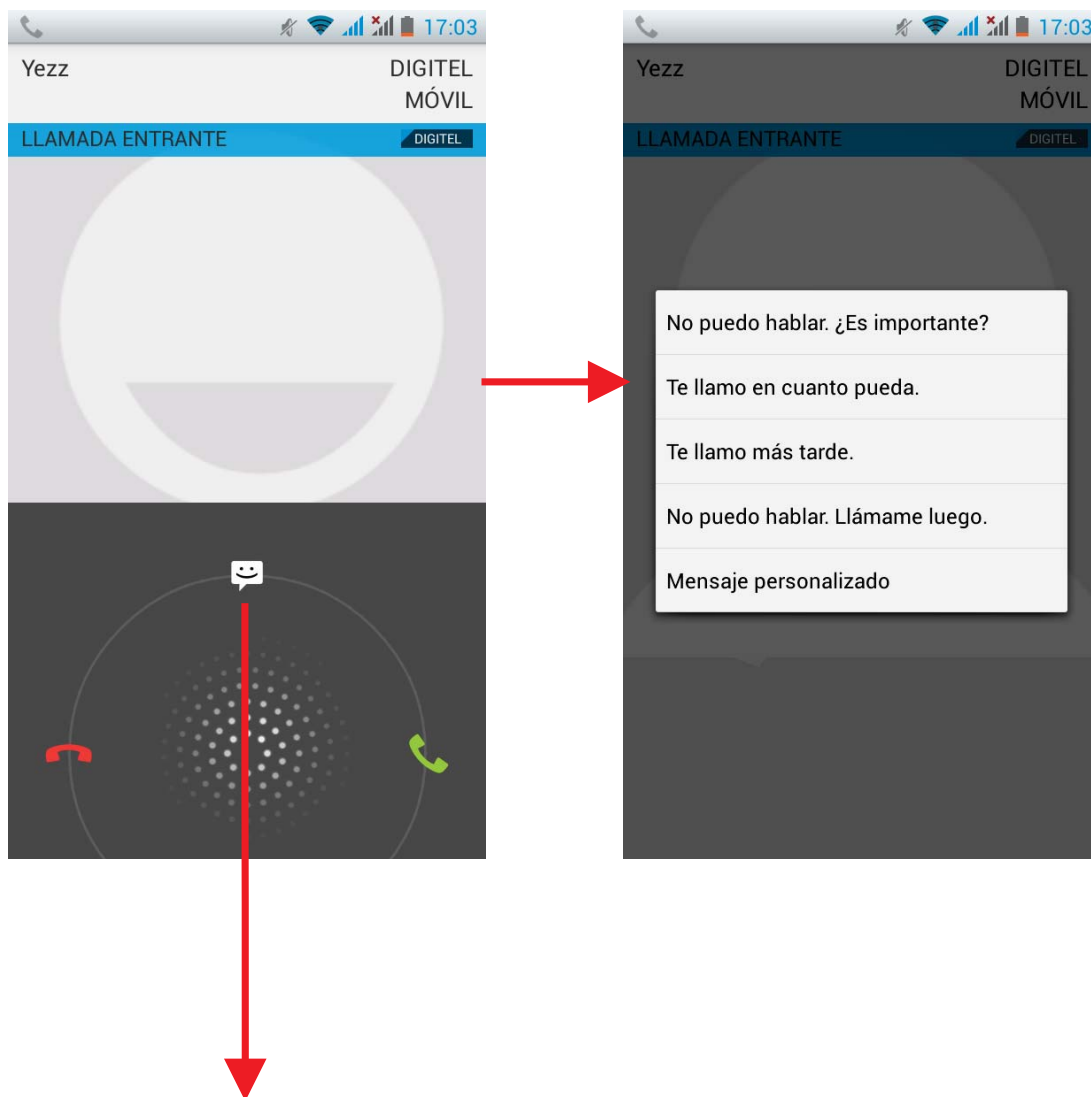 17:03
Yezz DIGITEL
MÓVIL
LLAMADA ENTRANTE DIGITEL
17:03
Yezz DIGITEL
MÓVIL
LLAMADA ENTRANTE DIGITEL
No puedo hablar. ¿Es importante?
Te llamo en cuanto pueda.
Te llamo más tarde.
No puedo hablar. Llámame luego.
Mensaje personalizado